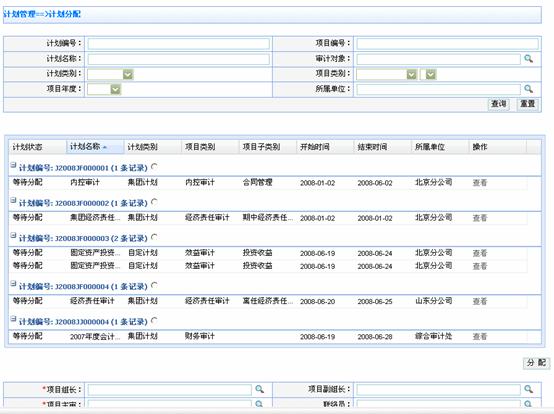 计划管理==>计划分配
计划编号: 项目编号:
计划名称: 审计对象:
计划类别: 项目类别:
项目年度: 所属单位:
查询 重置
计划状态 计划名称 计划类别 项目类别 项目子类别 开始时间 结束时间 所属单位 操作
计划编号: J2008JF000001 (1 条记录)
等待分配 内控审计 集团计划 内控审计 合同管理 2008-01-02 2008-06-02 北京分公司 查看
计划编号: J2008JF000002 (1 条记录)
等待分配 集团经济责任... 集团计划 经济责任审计 期中经济责任... 2008-01-02 2008-01-02 北京分公司 查看
计划编号: J2008JF000003 (2 条记录)
等待分配 固定资产投资... 自定计划 效益审计 投资收益 2008-06-19 2008-06-24 北京分公司 查看
等待分配 固定资产投资... 自定计划 效益审计 投资收益 2008-06-19 2008-06-24 北京分公司 查看
计划编号: J2008JF000004 (1 条记录)
等待分配 经济责任审计 集团计划 经济责任审计 离任经济责任... 2008-06-20 2008-06-25 山东分公司 查看
计划编号: J2008JJ000004 (1 条记录)
等待分配 2007年度会计... 集团计划 财务审计 2008-06-19 2008-06-28 综合审计处 查看
分 配
*项目组长: 项目副组长:
*项目主审: 联络员: